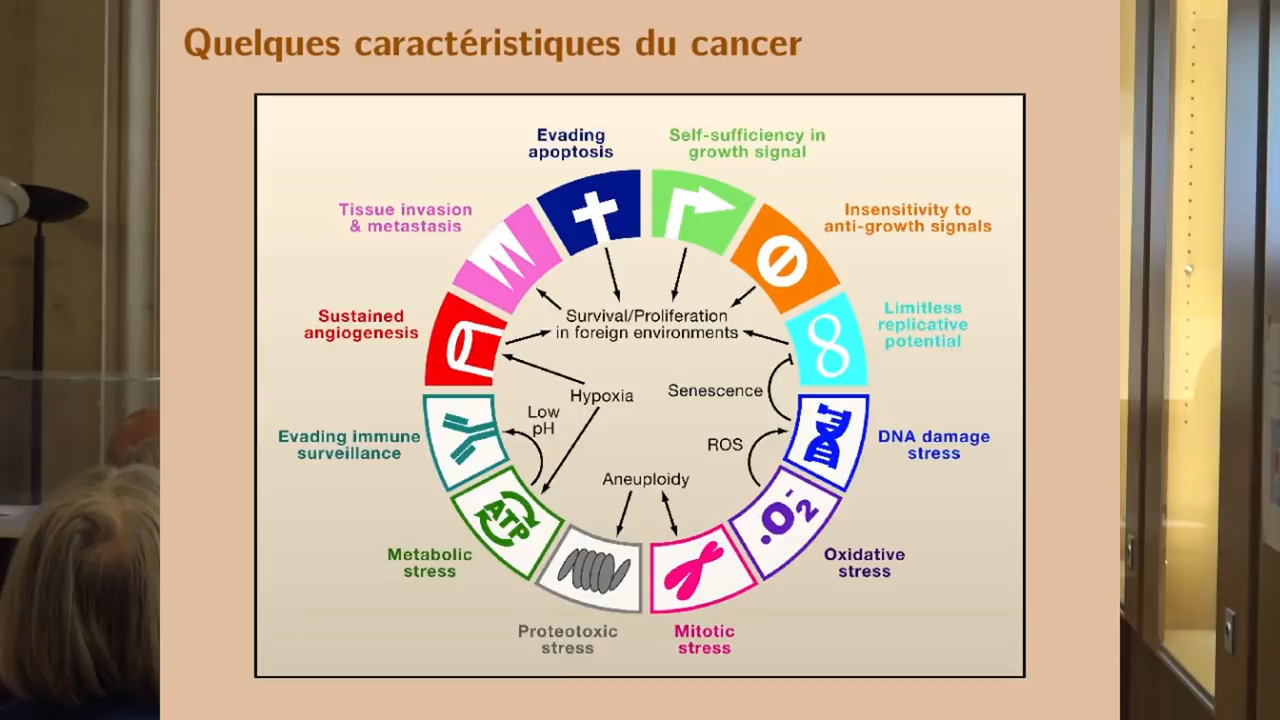 Quelques caractéristiques du cancer
Evading
apoptosis
Self-sufficiency in
growth signal
Tissue invasion
& metastasis
Insensitivity to
anti-growth signals
Sustained
angiogenesis
Survival/Proliferation
in foreign environments
Limitless
replicative
potential
Hypoxia
Senescence
Low
pH
Evading immune
surveillance
ROS
DNA damage
stress
Aneuploidy
ATP
·O2-
Metabolic
stress
Oxidative
stress
Proteotoxic
stress
Mitotic
stress